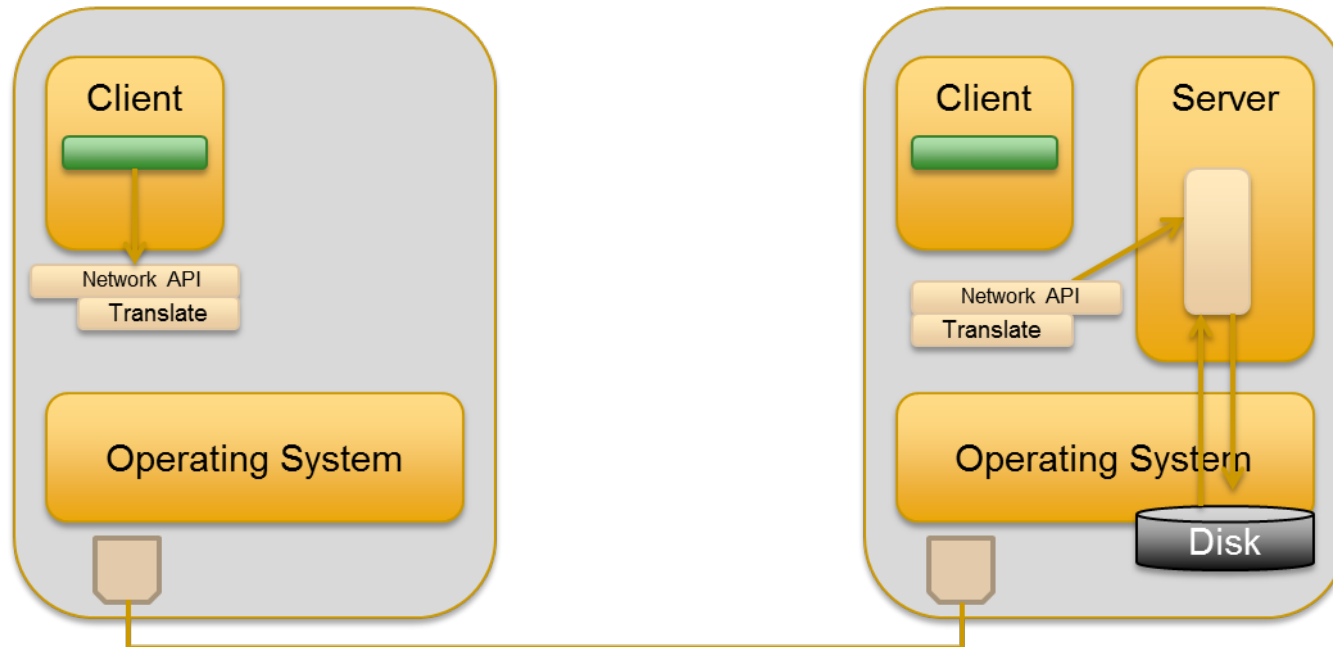 Client
Network API
Translate
Operating System
Client
Server
Network API
Translate
Operating System
Disk